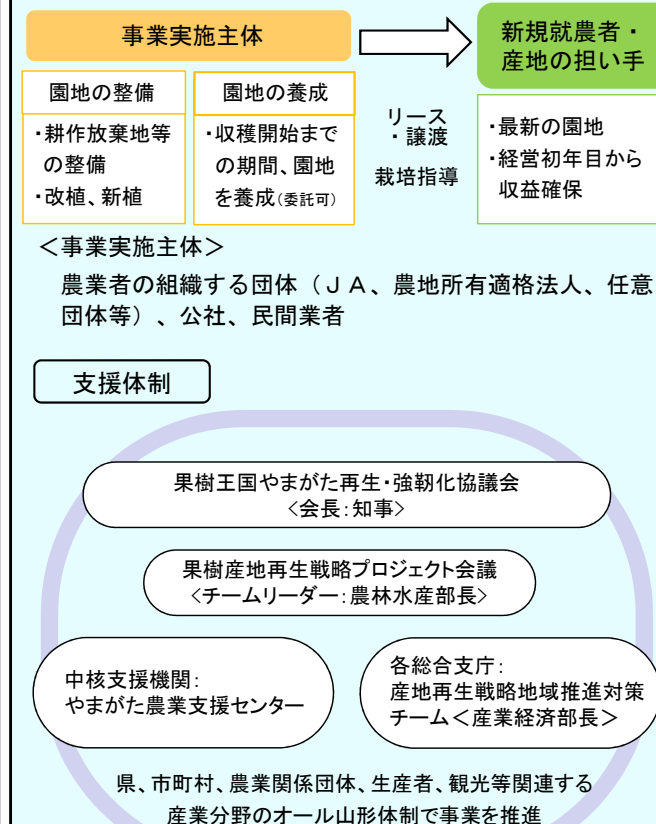 事業実施主体
新規就農者・
産地の担い手
園地の整備
・耕作放棄地等
の整備
・改植、新植
園地の養成
・収穫開始まで
の期間、園地
を養成(委託可)
リース
・譲渡
栽培指導
・最新の園地
・経営初年目から
収益確保
＜事業実施主体＞
農業者の組織する団体（ＪＡ、農地所有適格法人、任意
団体等）、公社、民間業者
支援体制
果樹王国やまがた再生・強靭化協議会
<会長：知事>
果樹産地再生戦略プロジェクト会議
<チームリーダー：農林水産部長>
中核支援機関：
やまがた農業支援センター
各総合支庁：
産地再生戦略地域推進対策
チーム＜産業経済部長＞
県、市町村、農業関係団体、生産者、観光等関連する
産業分野のオール山形体制で事業を推進